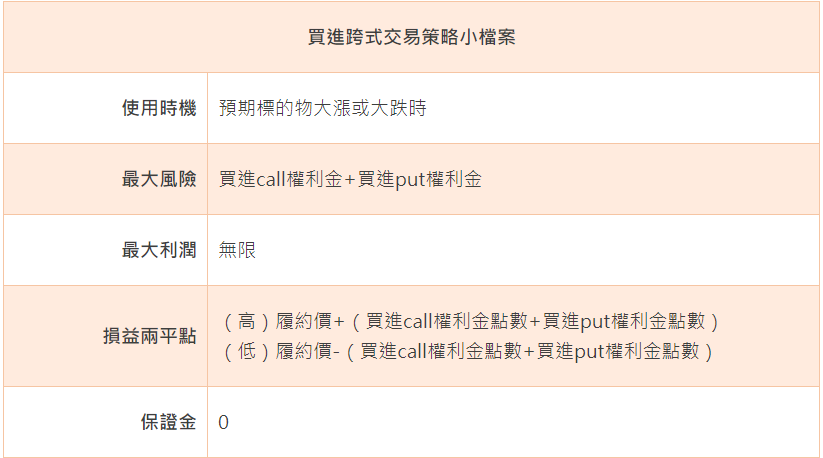 買進跨式交易策略小檔案
使用時機
預期標的物大漲或大跌時
最大風險
買進call權利金+買進put權利金
最大利潤
無限
損益兩平點
（高）履約價+（買進call權利金點數+買進put權利金點數）
（低）履約價-（買進call權利金點數+買進put權利金點數）
保證金
0